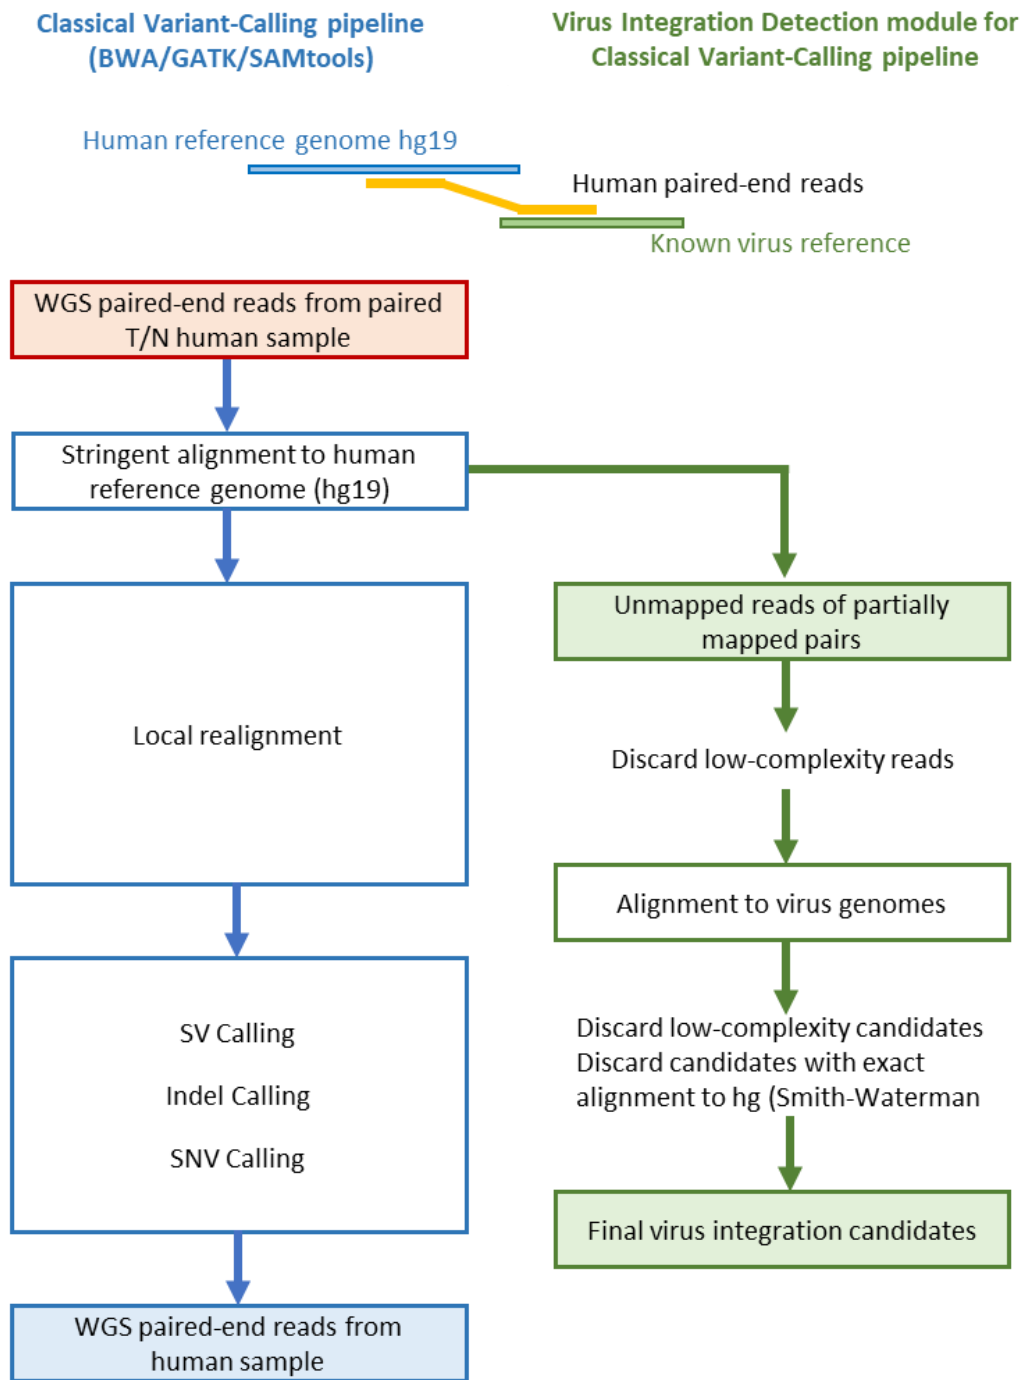 Classical Variant-Calling pipeline
(BWA/GATK/SAMtools)
Virus Integration Detection module for
Classical Variant-Calling pipeline
Human reference genome hg19
Human paired-end reads
Known virus reference
WGS paired-end reads from paired
T/N human sample
Stringent alignment to human
reference genome (hg19)
Local realignment
SV Calling
Indel Calling
SNV Calling
WGS paired-end reads from
human sample
Unmapped reads of partially
mapped pairs
Discard low-complexity reads
Alignment to virus genomes
Discard low-complexity candidates
Discard candidates with exact
alignment to hg (Smith-Waterman
Final virus integration candidates